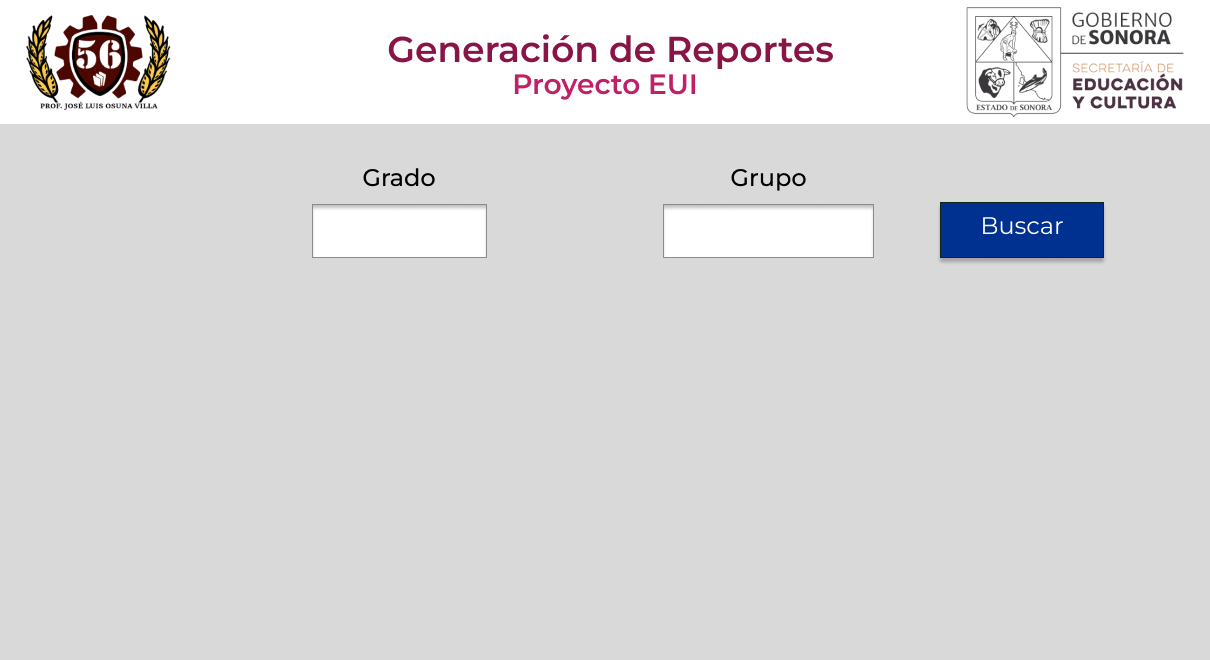 56
PROF. JOSÉ LUIS OSUNA VILLA
Generación de Reportes
Proyecto EUI
ESTADO DE SONORA
GOBIERNO
DE SONORA
SECRETARÍA DE
EDUCACIÓN
Y CULTURA
Grado
Grupo
Buscar